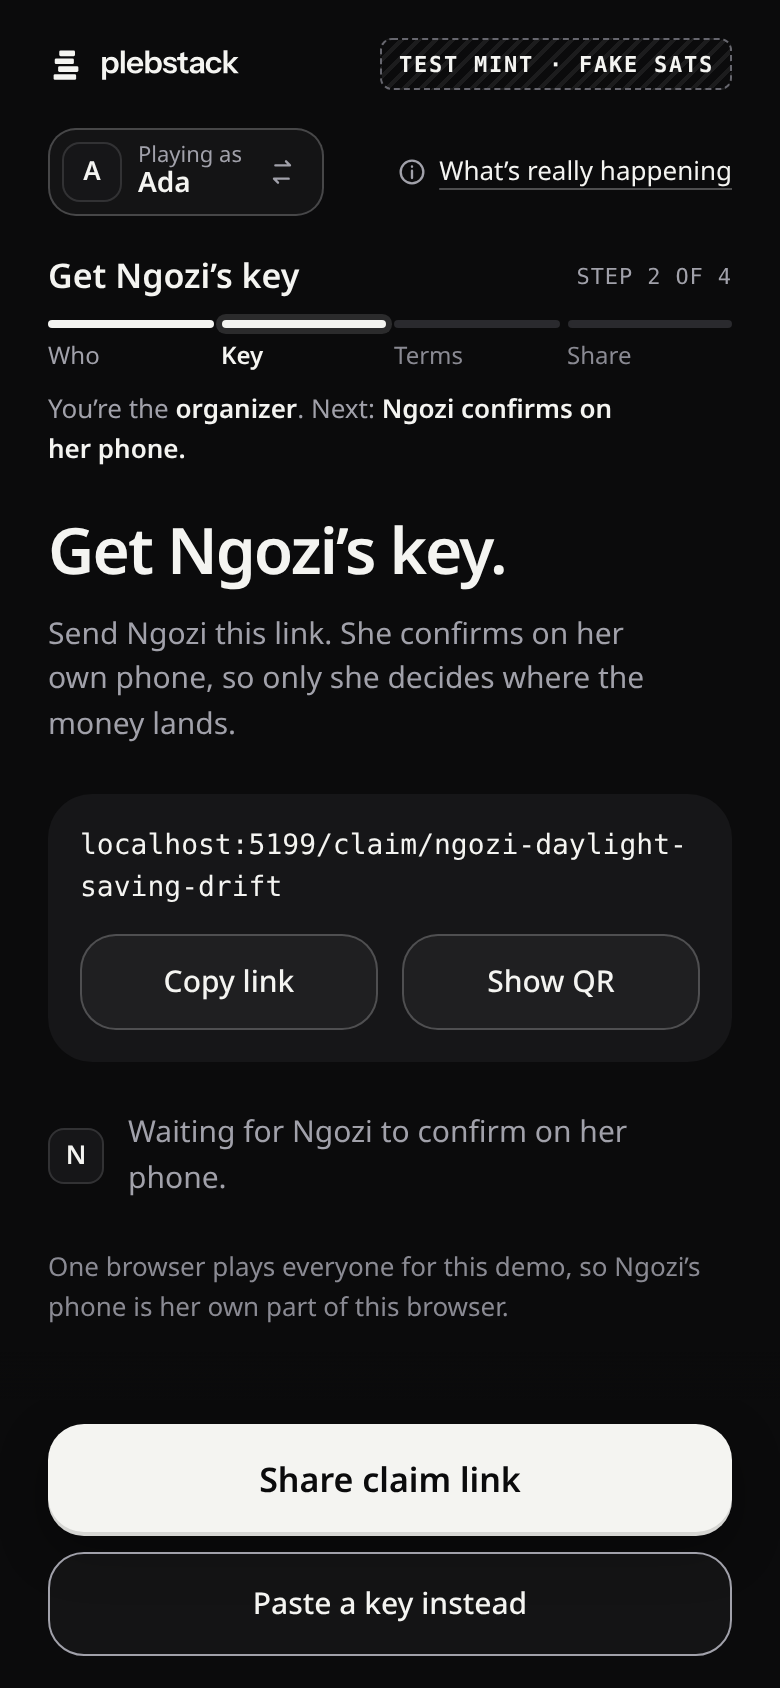 plebstack
TEST MINT · FAKE SATS
A
Playing as
Ada
What’s really happening
Get Ngozi’s key
STEP 2 OF 4
Who
Key
Terms
Share
You’re the organizer. Next: Ngozi confirms on
her phone.
Get Ngozi’s key.
Send Ngozi this link. She confirms on her
own phone, so only she decides where the
money lands.
localhost:5199/claim/ngozi-daylight-
saving-drift
Copy link
Show QR
N
Waiting for Ngozi to confirm on her
phone.
One browser plays everyone for this demo, so Ngozi’s
phone is her own part of this browser.
Share claim link
Paste a key instead